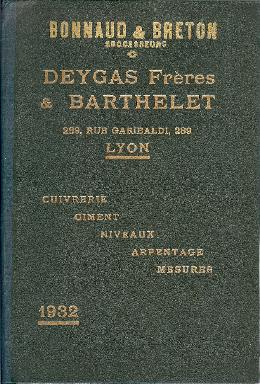 BONNAUD & BRETON
SUCCESSEURS
DEYGAS Frères
& BARTHELET
289, RUE GARIBALDI, 289
LYON
CUIVRERIE
CIMENT
NIVEAUX
ARPENTAGE
MESURES
1932